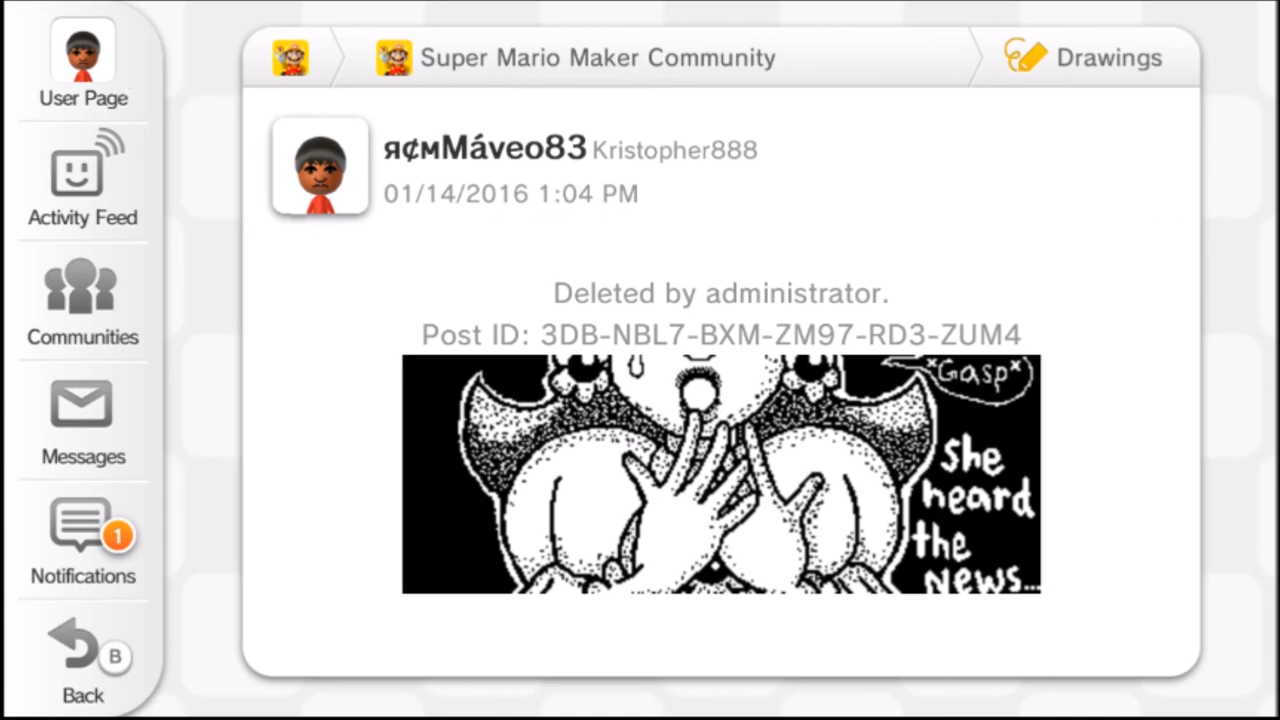 User Page
Activity Feed
Communities
Messages
1
Notifications
B
Back
Super Mario Maker Community
Drawings
я¢мMáveo83 Kristopher888
01/14/2016 1:04 PM
Deleted by administrator.
Post ID: 3DB-NBL7-BXM-ZM97-RD3-ZUM4
*Gasp*
she
heard
the
news...